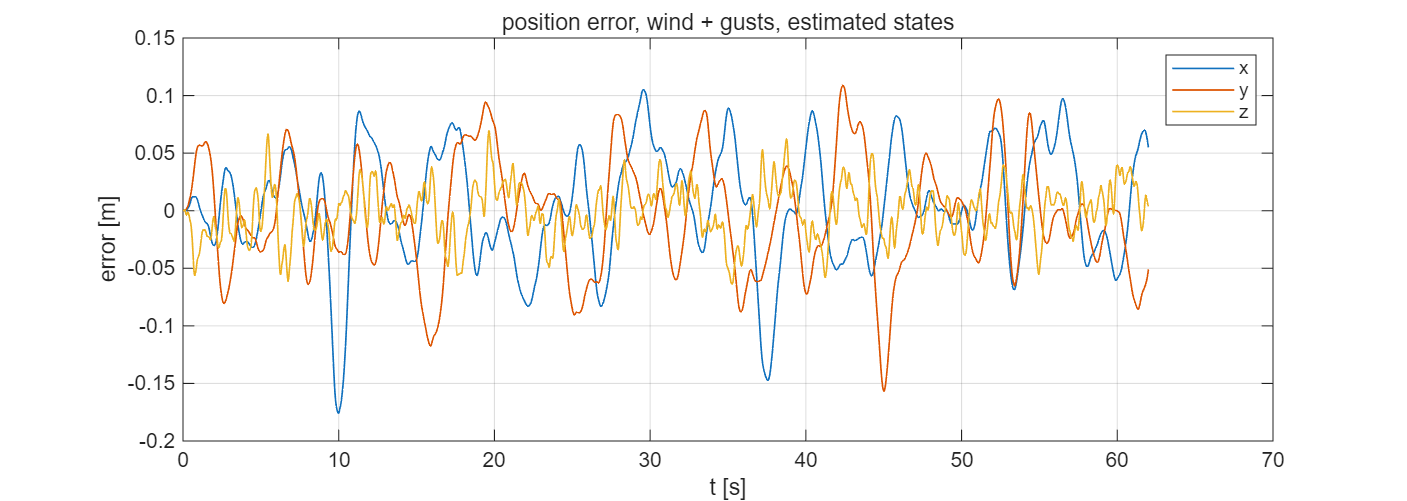 position error, wind + gusts, estimated states
0.15
0.1
0.05
0
-0.05
-0.1
-0.15
-0.2
error [m]
x
y
z
0 10 20 30 40 50 60 70
t [s]